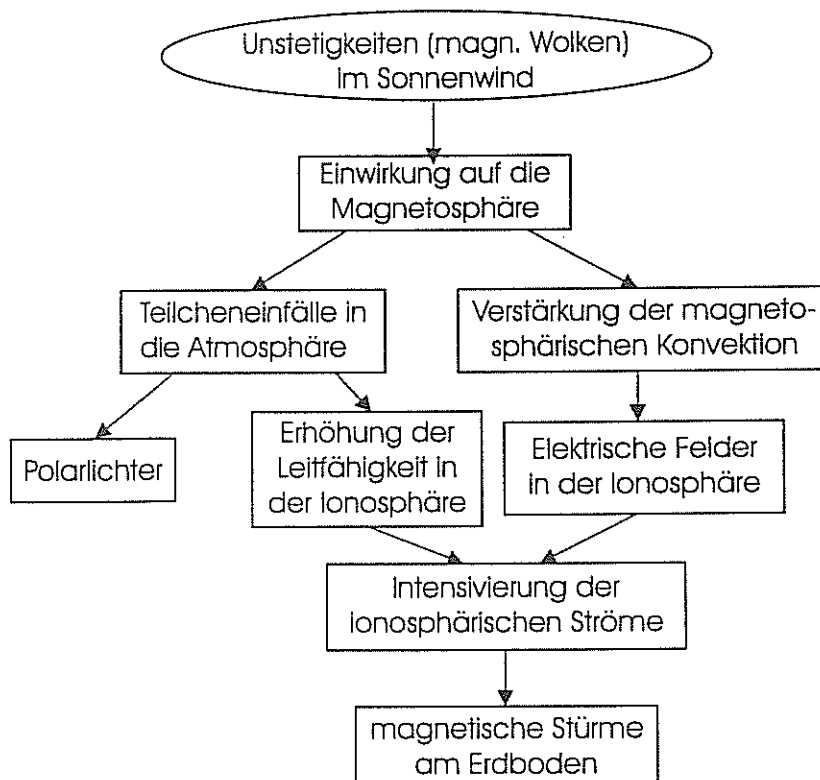 Unstetigkeiten (magn. Wolken)
im Sonnenwind
Einwirkung auf die
Magnetosphäre
Teilcheneinfälle in
die Atmosphäre
Verstärkung der magneto-
sphärischen Konvektion
Polarlichter
Erhöhung der
Leitfähigkeit in
der Ionosphäre
Elektrische Felder
in der Ionosphäre
Intensivierung der
ionosphärischen Ströme
magnetische Stürme
am Erdboden